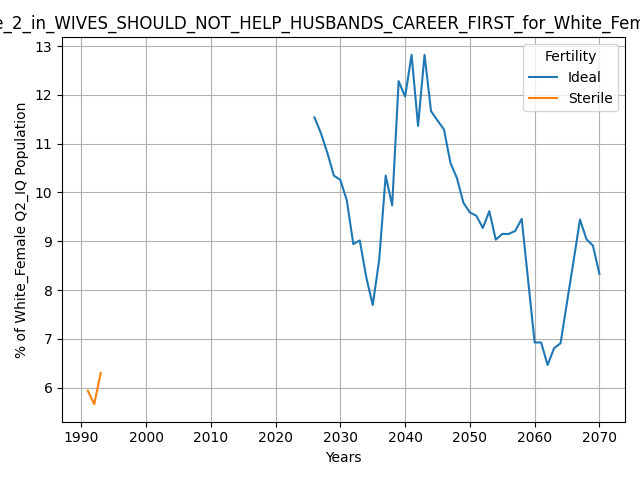 e_2_in_WIVES_SHOULD_NOT_HELP_HUSBANDS_CAREER_FIRST_for_White_Fem
Fertility
Ideal
Sterile
% of White_Female Q2_IQ Population
13
12
11
10
9
8
7
6
1990 2000 2010 2020 2030 2040 2050 2060 2070
Years